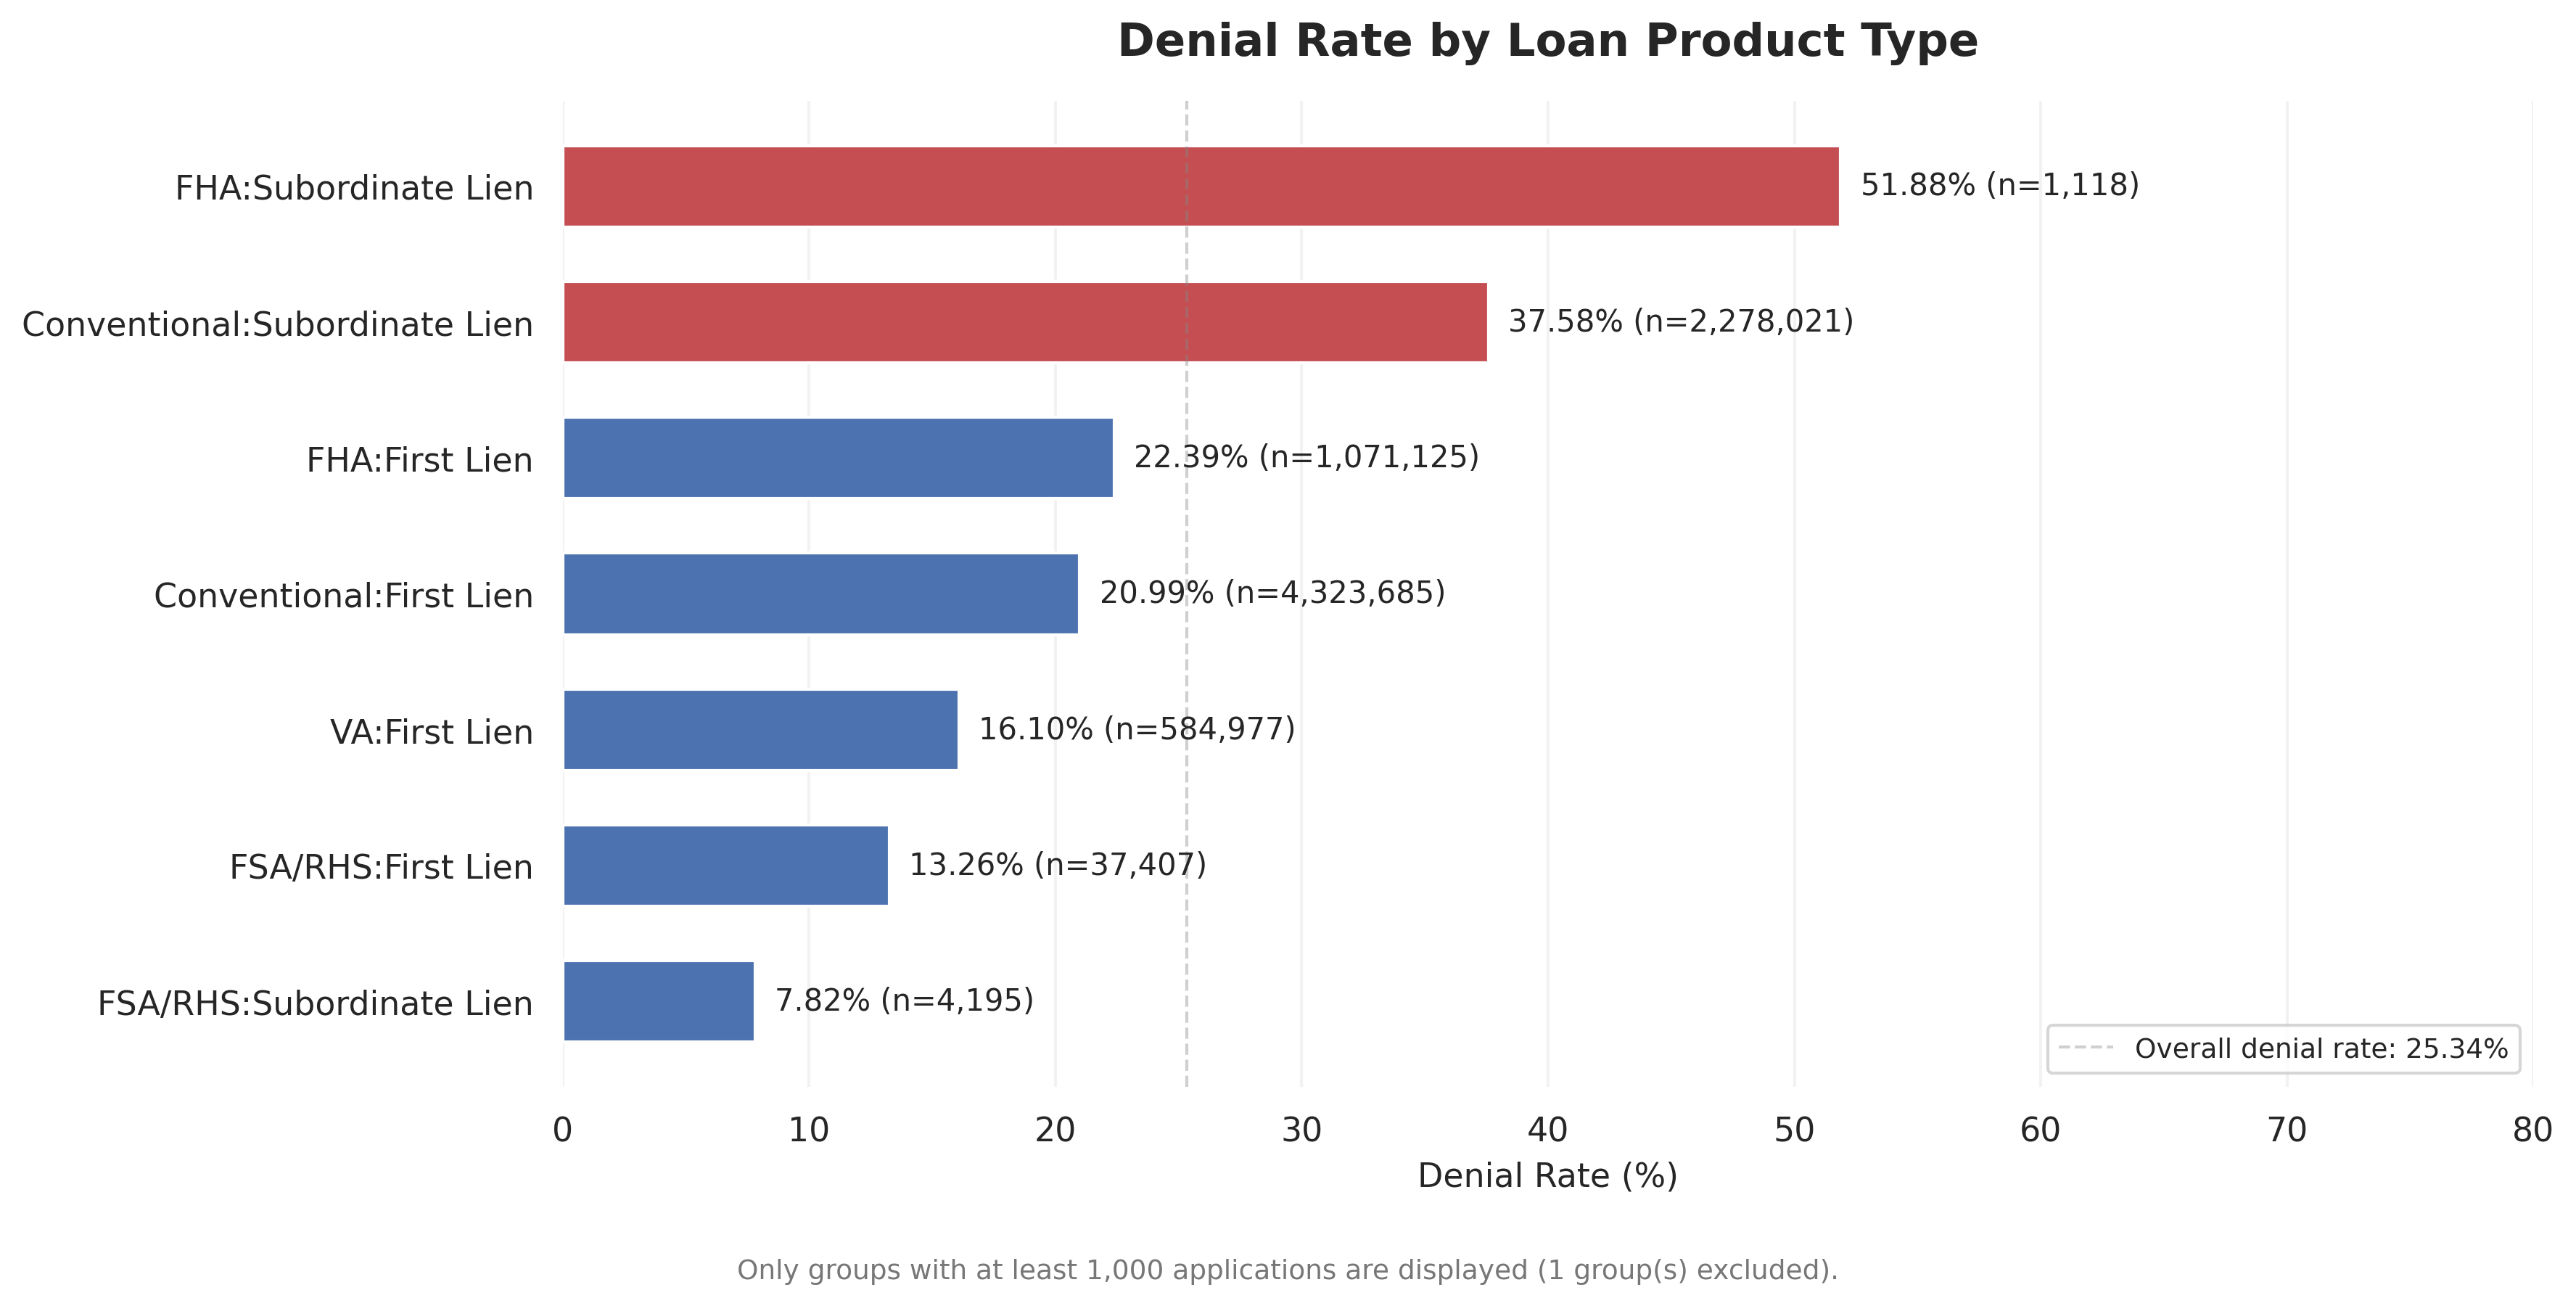 Denial Rate by Loan Product Type
FHA:Subordinate Lien
51.88% (n=1,118)
Conventional:Subordinate Lien
37.58% (n=2,278,021)
FHA:First Lien
22.39% (n=1,071,125)
Conventional:First Lien
20.99% (n=4,323,685)
VA:First Lien
16.10% (n=584,977)
FSA/RHS:First Lien
13.26% (n=37,407)
FSA/RHS:Subordinate Lien
7.82% (n=4,195)
Overall denial rate: 25.34%
0 10 20 30 40 50 60 70 80
Denial Rate (%)
Only groups with at least 1,000 applications are displayed (1 group(s) excluded).